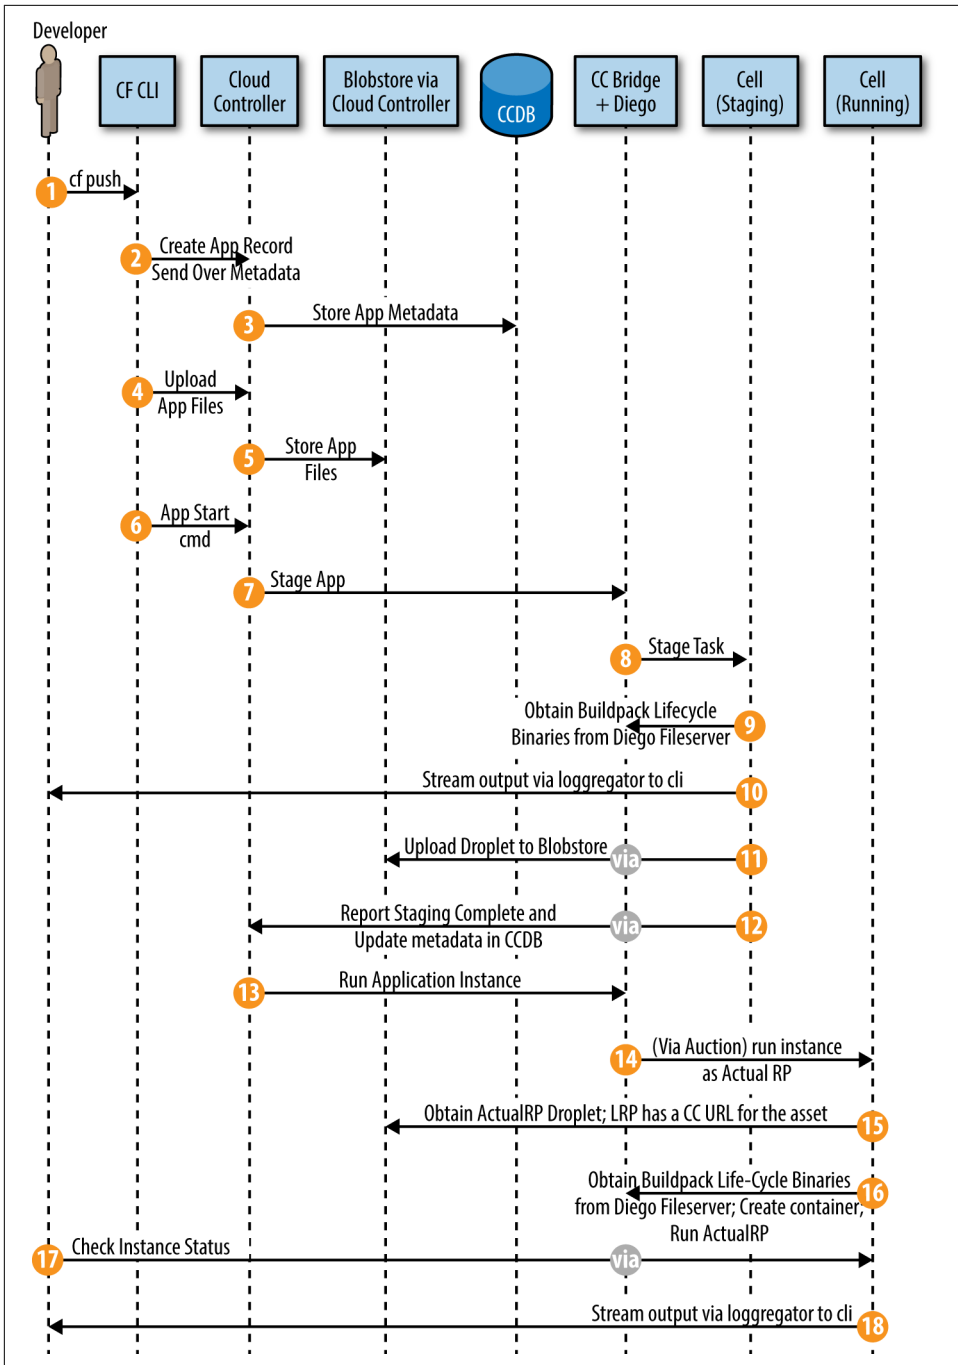 Developer
CF CLI
Cloud
Controller
Blobstore via
Cloud Controller
CCDB
CC Bridge
+ Diego
Cell
(Staging)
Cell
(Running)
1 cf push
2 Create App Record
Send Over Metadata
3 Store App Metadata
4 Upload
App Files
5 Store App
Files
6 App Start
cmd
7 Stage App
8 Stage Task
Obtain Buildpack Lifecycle
Binaries from Diego Fileserver
9
Stream output via loggregator to cli 10
Upload Droplet to Blobstore via 11
Report Staging Complete and
Update metadata in CCDB
via 12
13 Run Application Instance
14 (Via Auction) run instance
as Actual RP
Obtain ActualRP Droplet; LRP has a CC URL for the asset 15
Obtain Buildpack Life-Cycle Binaries 16
from Diego Fileserver; Create container;
Run ActualRP
17 Check Instance Status via
Stream output via loggregator to cli 18